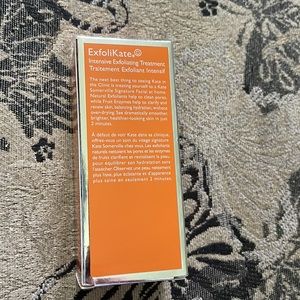 ExfoliKate®
Intensive Exfoliating Treatment
Traitement Exfoliant Intensif
The next best thing to seeing Kate in
the Clinic is treating yourself to a Kate
Somerville Signature Facial at home.
Natural Exfoliants help to clean pores,
while Fruit Enzymes help to clarify and
renew skin, balancing hydration, without
over-drying. See dramatically smoother,
brighter, healthier-looking skin in just
2 minutes.
À défaut de voir Kate dans sa clinique,
offrez-vous un soin du visage signature
Kate Somerville chez vous. Les exfoliants
naturels nettoient les pores et les enzymes
de fruits clarifient et revitalisent la peau
pour équilibrer son hydratation sans
l'assécher. Observez une peau nettement
plus lisse, plus éclatante et d'apparence
plus saine en seulement 2 minutes.